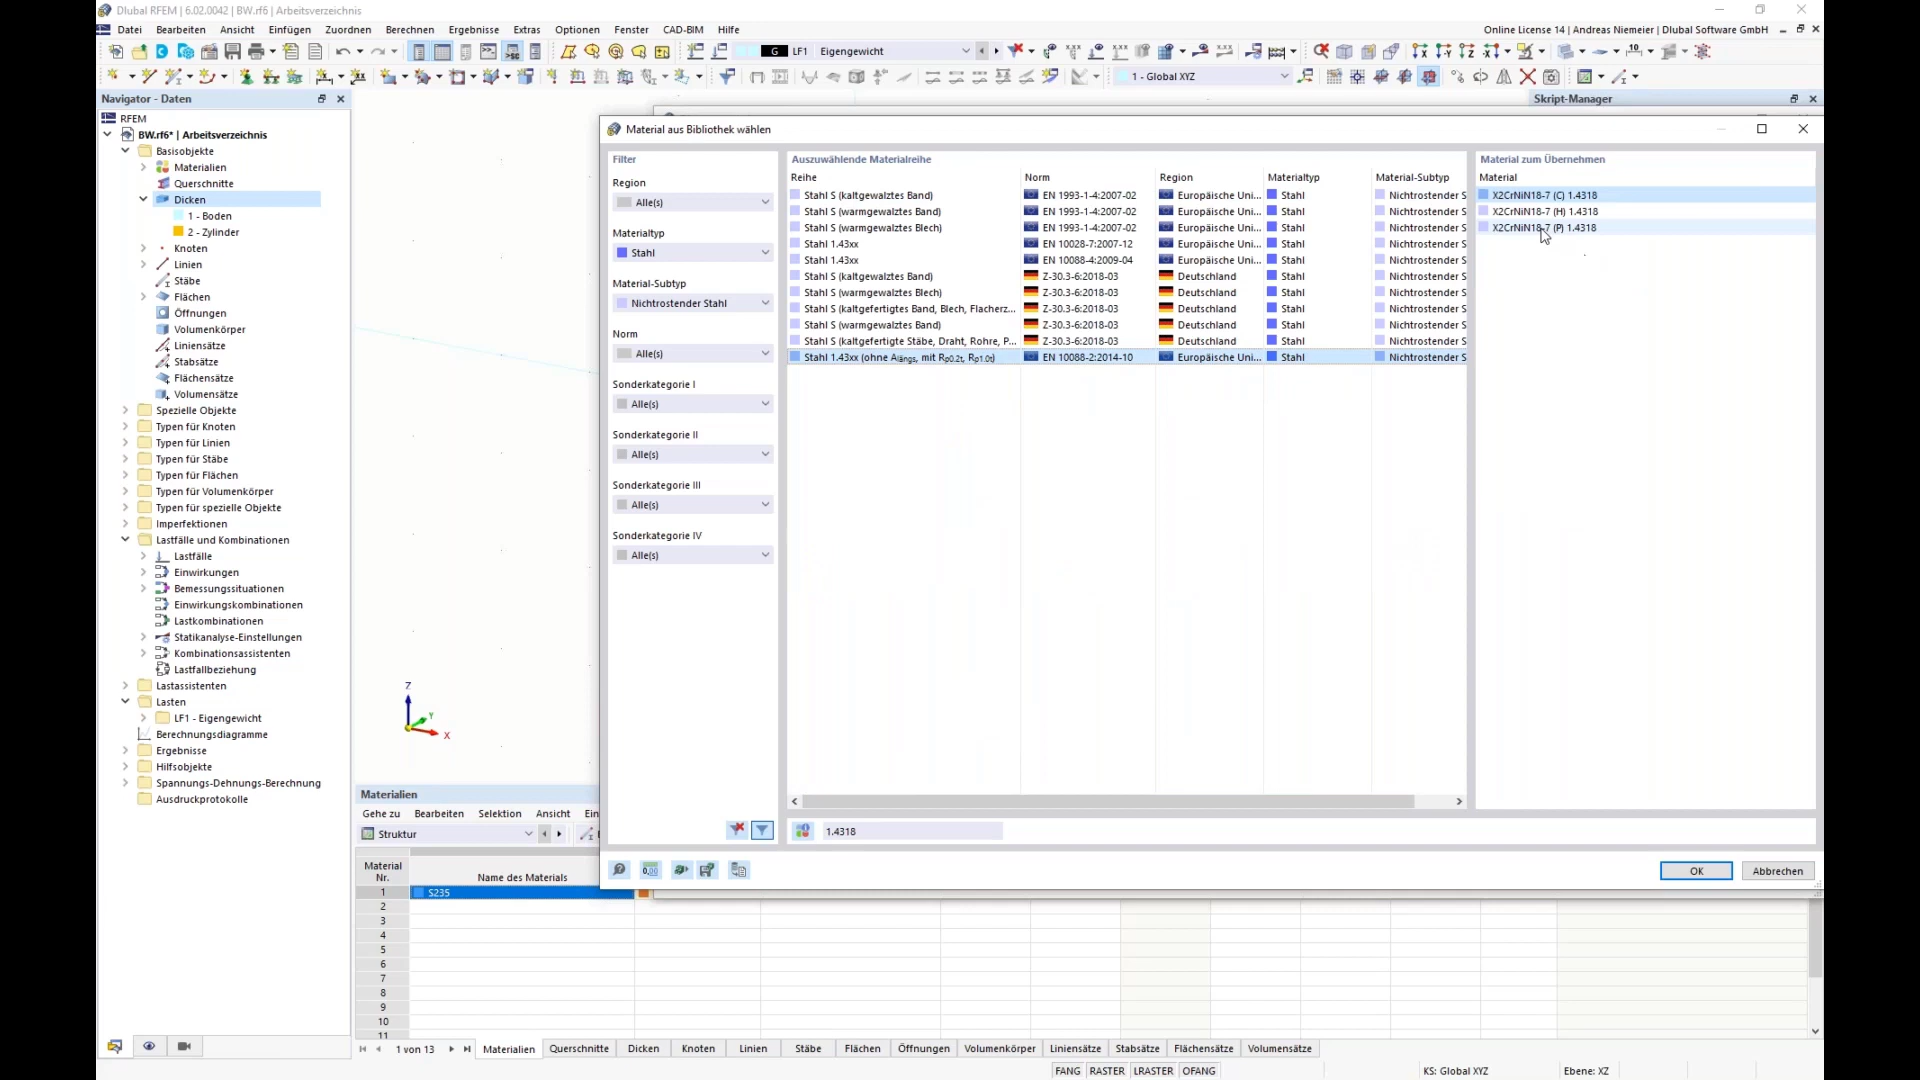 Dlubal RFEM | 6.02.0042 | BW.rf6 | Arbeitsverzeichnis
Datei Bearbeiten Ansicht Einfügen Zuordnen Berechnen Ergebnisse Extras Optionen Fenster CAD-BIM Hilfe
Online License 14 | Andreas Niemeier | Dlubal Software GmbH
G LF1 Eigengewicht
1 - Global XYZ
Navigator - Daten
Skript-Manager
RFEM
BW.rf6* | Arbeitsverzeichnis
Basisobjekte
Materialien
Querschnitte
Dicken
1 - Boden
2 - Zylinder
Knoten
Linien
Stäbe
Flächen
Öffnungen
Volumenkörper
Liniensätze
Stabsätze
Flächensätze
Volumensätze
Spezielle Objekte
Typen für Knoten
Typen für Linien
Typen für Stäbe
Typen für Flächen
Typen für Volumenkörper
Typen für spezielle Objekte
Imperfektionen
Lastfälle und Kombinationen
Lastfälle
Einwirkungen
Bemessungssituationen
Einwirkungskombinationen
Lastkombinationen
Statikanalyse-Einstellungen
Kombinationsassistenten
Lastfallbeziehung
Lastassistenten
Lasten
LF1 - Eigengewicht
Berechnungsdiagramme
Ergebnisse
Hilfsobjekte
Spannungs-Dehnungs-Berechnung
Ausdruckprotokolle
Z
Y
X
Material aus Bibliothek wählen
Filter
Region
Alle(s)
Materialtyp
Stahl
Material-Subtyp
Nichtrostender Stahl
Norm
Alle(s)
Sonderkategorie I
Alle(s)
Sonderkategorie II
Alle(s)
Sonderkategorie III
Alle(s)
Sonderkategorie IV
Alle(s)
Auszuwählende Materialreihe
Reihe Norm Region Materialtyp Material-Subtyp
Stahl S (kaltgewalztes Band) EN 1993-1-4:2007-02 Europäische Uni... Stahl Nichtrostender S
Stahl S (warmgewalztes Band) EN 1993-1-4:2007-02 Europäische Uni... Stahl Nichtrostender S
Stahl S (warmgewalztes Blech) EN 1993-1-4:2007-02 Europäische Uni... Stahl Nichtrostender S
Stahl 1.43xx EN 10028-7:2007-12 Europäische Uni... Stahl Nichtrostender S
Stahl 1.43xx EN 10088-4:2009-04 Europäische Uni... Stahl Nichtrostender S
Stahl S (kaltgewalztes Band) Z-30.3-6:2018-03 Deutschland Stahl Nichtrostender S
Stahl S (warmgewalztes Blech) Z-30.3-6:2018-03 Deutschland Stahl Nichtrostender S
Stahl S (kaltgefertigtes Band, Blech, Flacherz... Z-30.3-6:2018-03 Deutschland Stahl Nichtrostender S
Stahl S (warmgewalztes Band) Z-30.3-6:2018-03 Deutschland Stahl Nichtrostender S
Stahl S (kaltgefertigte Stäbe, Draht, Rohre, P... Z-30.3-6:2018-03 Deutschland Stahl Nichtrostender S
Stahl 1.43xx (ohne Alängs, mit Rp0.2t, Rp1.0t) EN 10088-2:2014-10 Europäische Uni... Stahl Nichtrostender S
1.4318
Material zum Übernehmen
Material
X2CrNiN18-7 (C) 1.4318
X2CrNiN18-7 (H) 1.4318
X2CrNiN18-7 (P) 1.4318
OK Abbrechen
Materialien
Gehe zu Bearbeiten Selektion Ansicht Ein
Struktur
Material
Nr. Name des Materials
1 S235
2
3
4
5
6
7
8
9
10
11
1 von 13 Materialien Querschnitte Dicken Knoten Linien Stäbe Flächen Öffnungen Volumenkörper Liniensätze Stabsätze Flächensätze Volumensätze
FANG RASTER LRASTER OFANG KS: Global XYZ Ebene: XZ